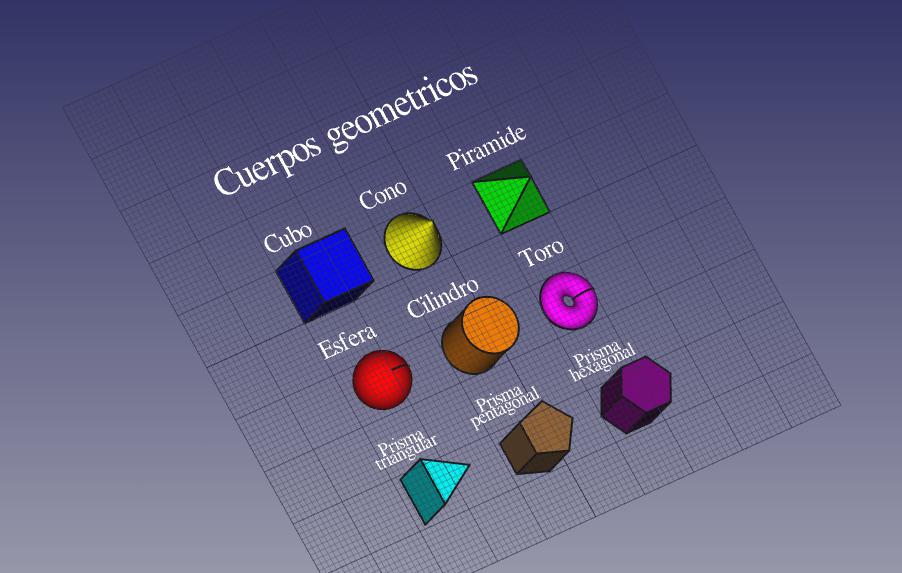 Cuerpos geometricos
Cubo
Cono
Piramide
Esfera
Cilindro
Toro
Prisma
triangular
Prisma
pentagonal
Prisma
hexagonal